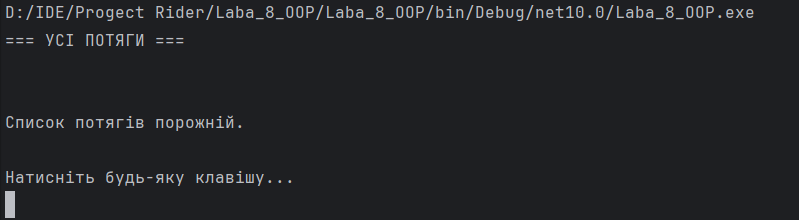 D:/IDE/Progect Rider/Laba_8_OOP/Laba_8_OOP/bin/Debug/net10.0/Laba_8_OOP.exe
=== УСІ ПОТЯГИ ===
Список потягів порожній.
Натисніть будь-яку клавішу...